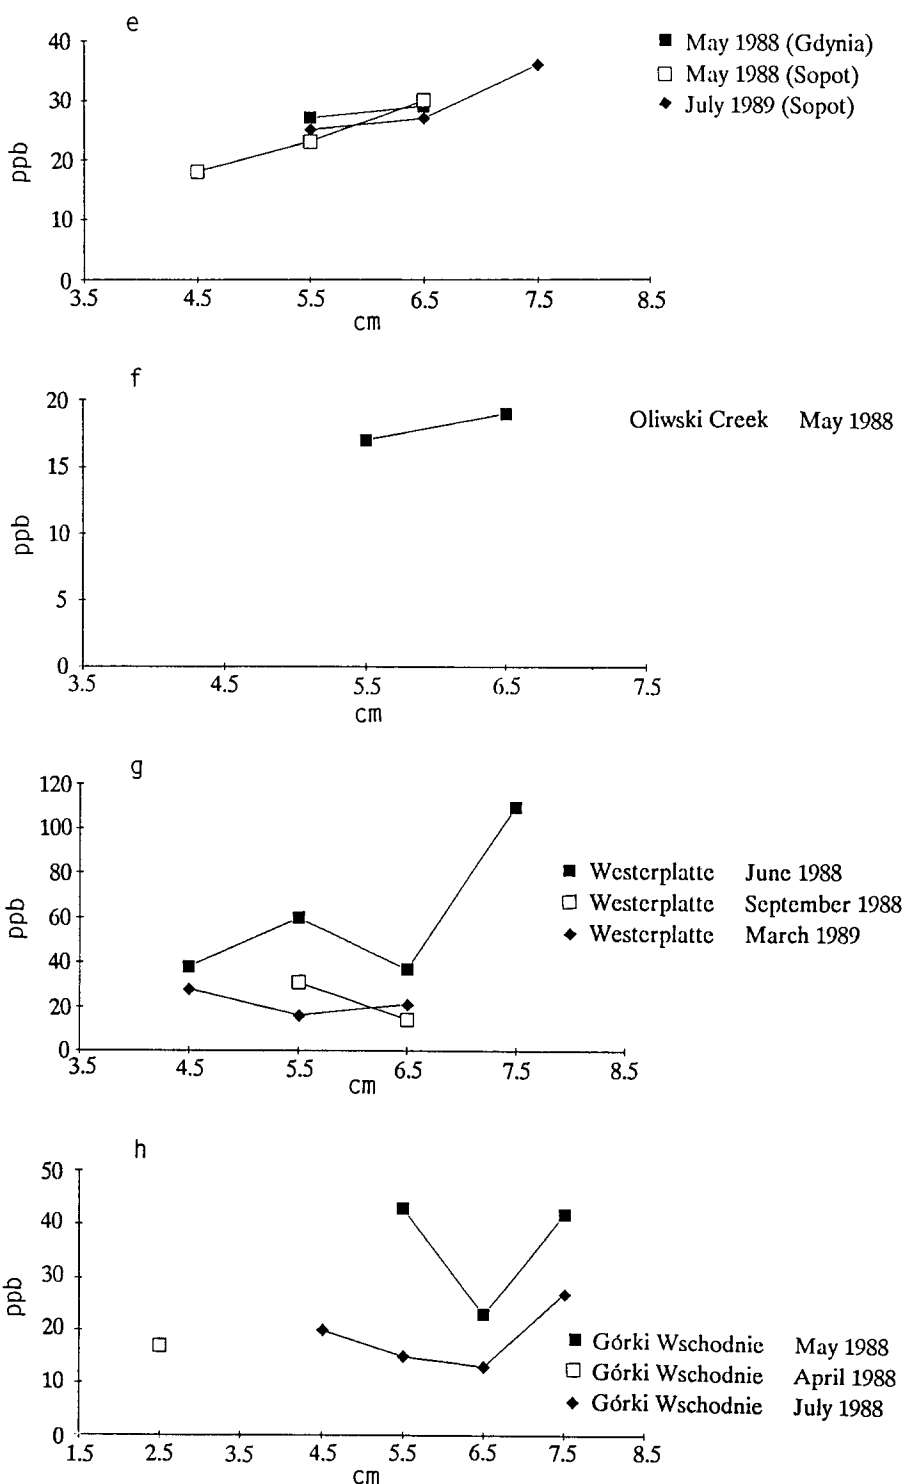 e
40
30
20
10
0
ppb
3.5 4.5 5.5 6.5 7.5 8.5
cm
■ May 1988 (Gdynia)
□ May 1988 (Sopot)
◆ July 1989 (Sopot)
f
20
15
10
5
0
ppb
3.5 4.5 5.5 6.5 7.5
cm
Oliwski Creek May 1988
g
120
100
80
60
40
20
0
ppb
3.5 4.5 5.5 6.5 7.5 8.5
cm
■ Westerplatte June 1988
□ Westerplatte September 1988
◆ Westerplatte March 1989
h
50
40
30
20
10
0
ppb
1.5 2.5 3.5 4.5 5.5 6.5 7.5 8.5
cm
■ Górki Wschodnie May 1988
□ Górki Wschodnie April 1988
◆ Górki Wschodnie July 1988